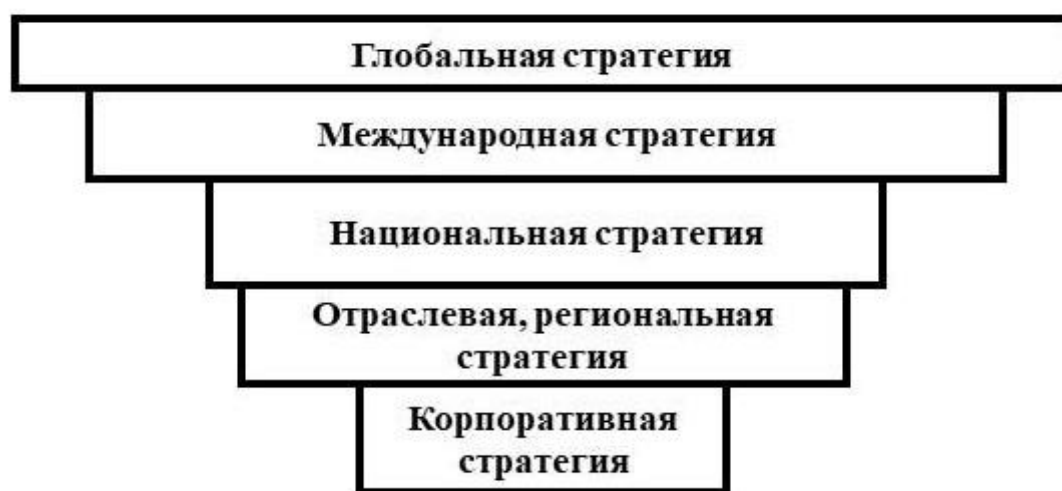 Глобальная стратегия
Международная стратегия
Национальная стратегия
Отраслевая, региональная
стратегия
Корпоративная
стратегия